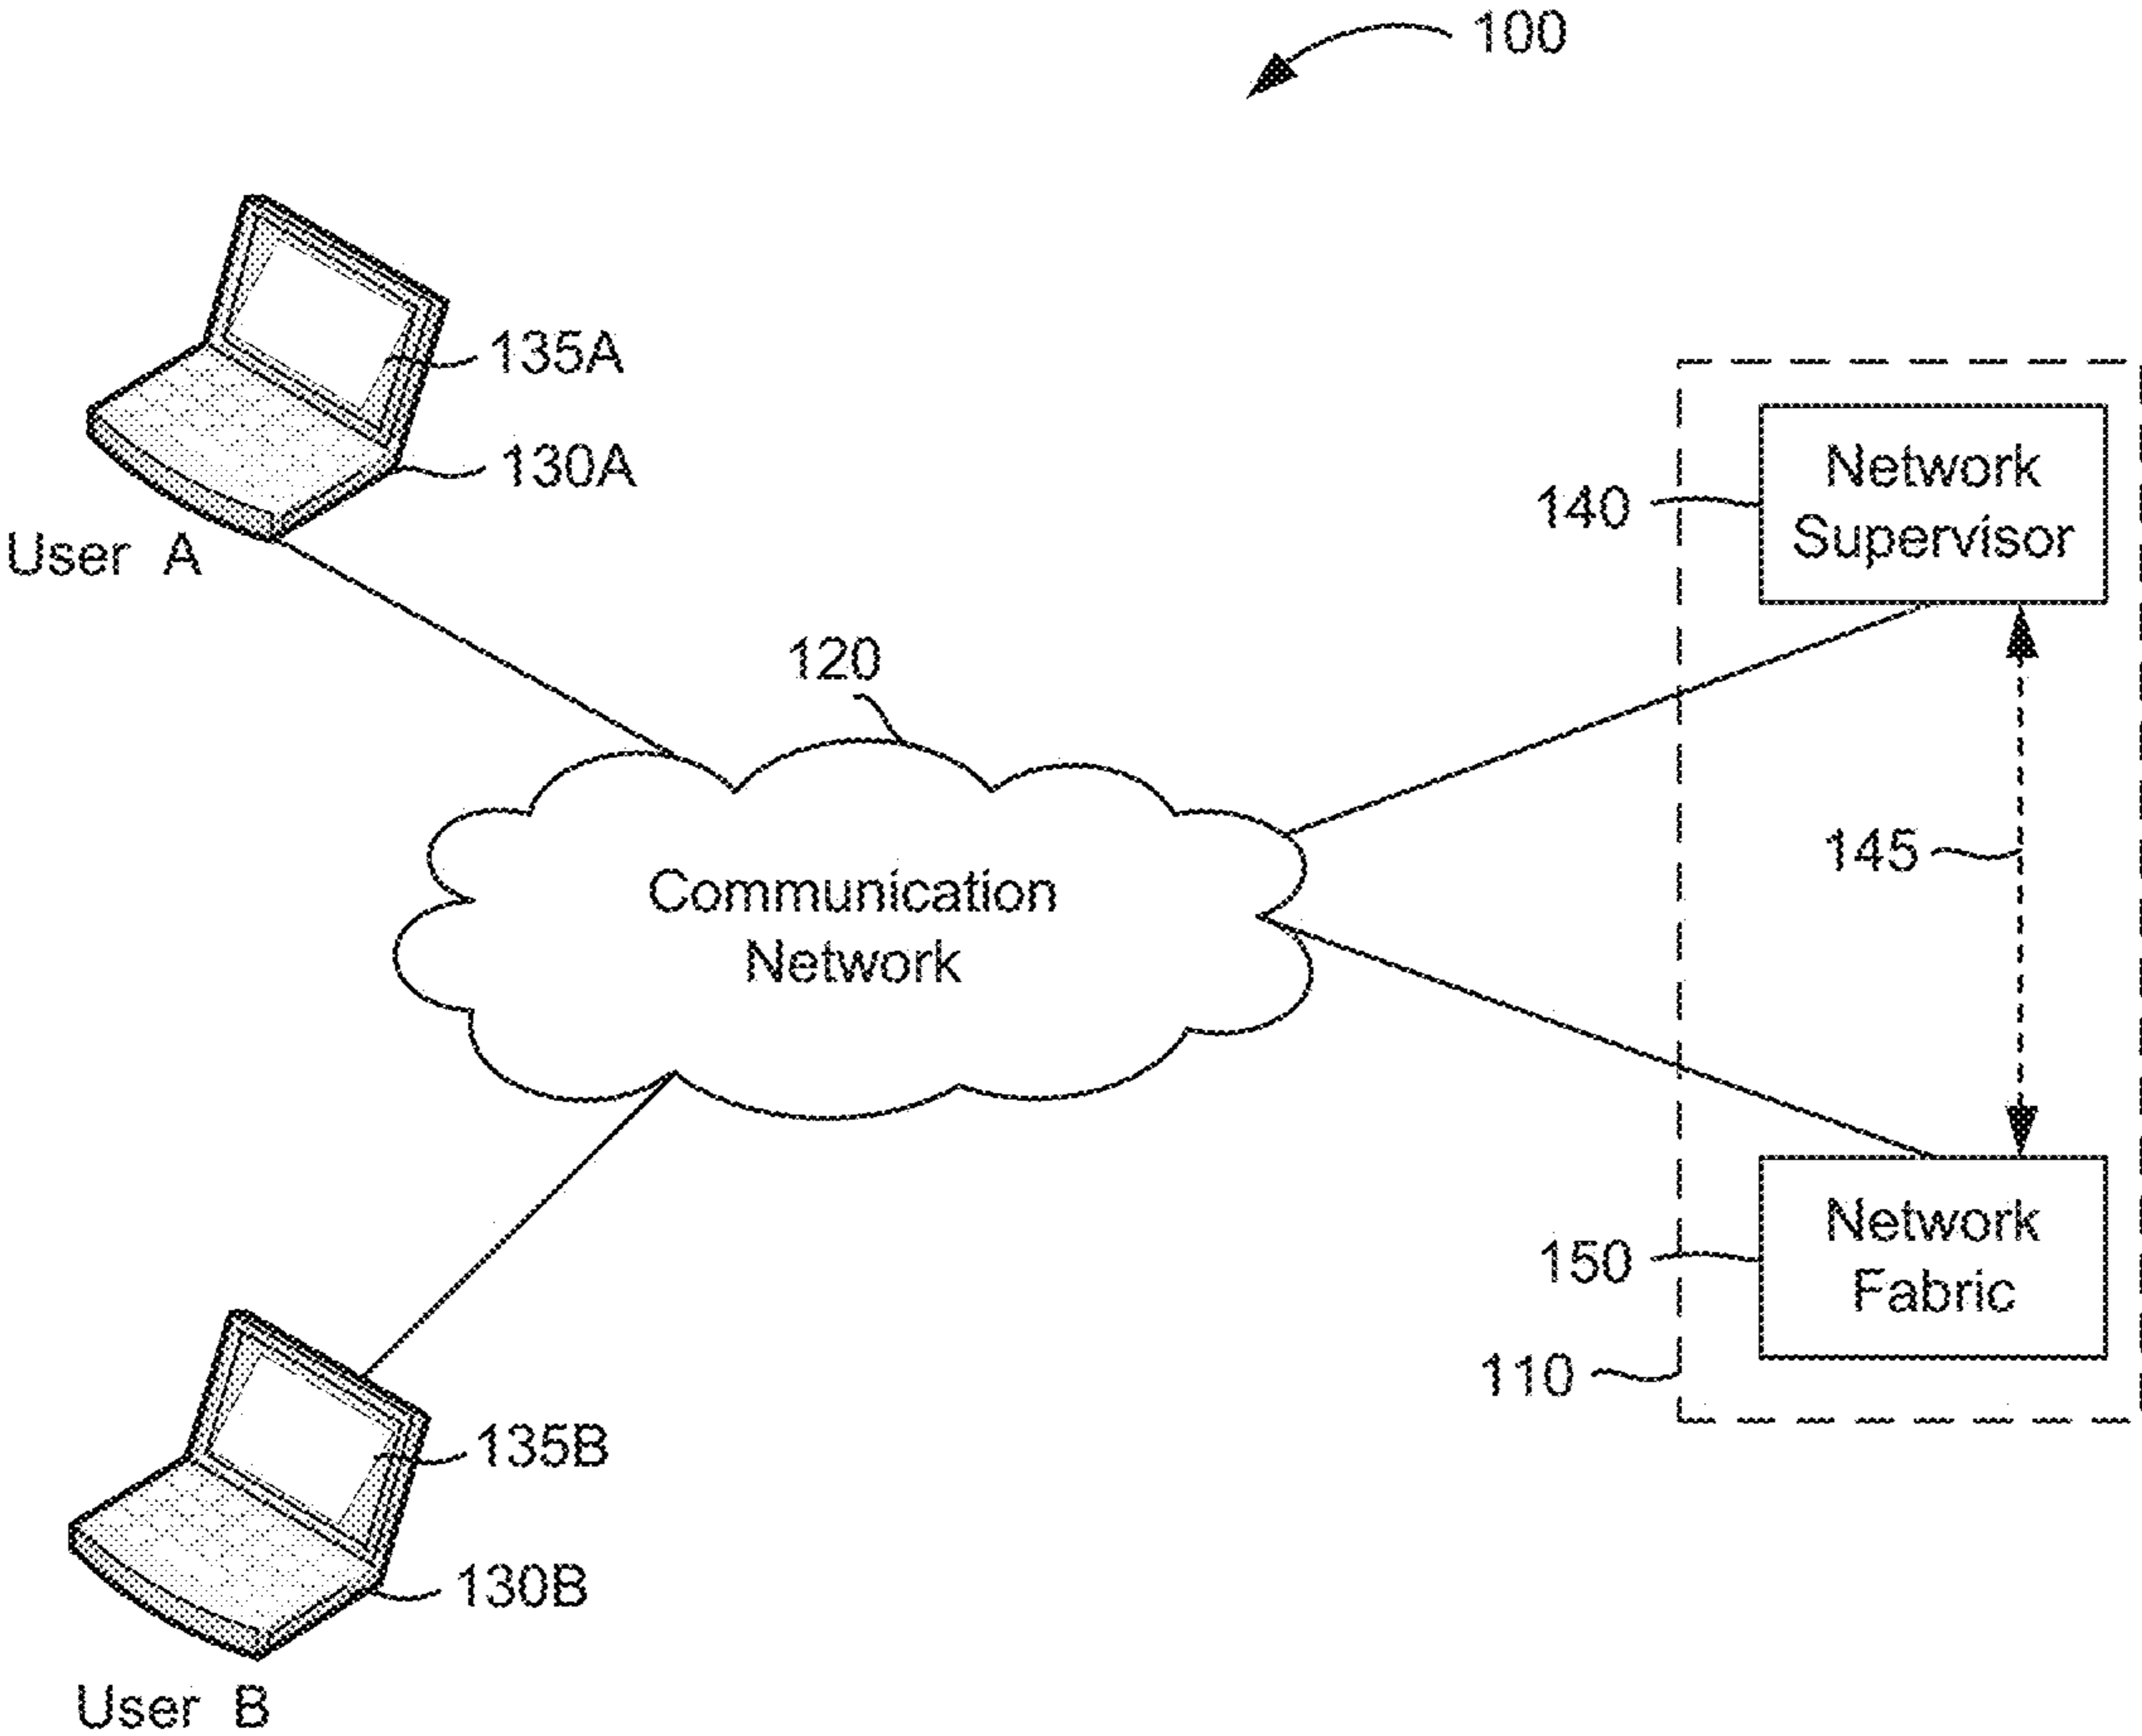 100
135A
130A
User A
140
Network
Supervisor
120
145
Communication
Network
150
Network
Fabric
110
135B
130B
User B